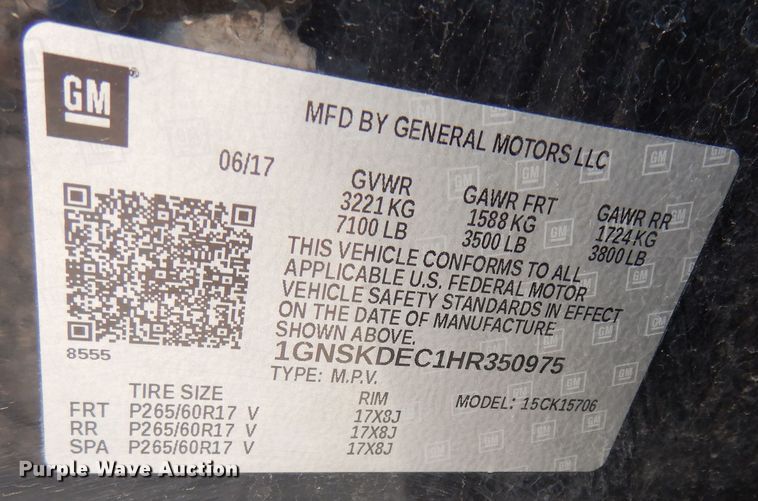 GM
MFD BY GENERAL MOTORS LLC
06/17
GVWR
3221 KG
7100 LB
GAWR FRT
1588 KG
3500 LB
GAWR RR
1724 KG
3800 LB
THIS VEHICLE CONFORMS TO ALL
APPLICABLE U.S. FEDERAL MOTOR
VEHICLE SAFETY STANDARDS IN EFFECT
ON THE DATE OF MANUFACTURE
SHOWN ABOVE.
8555
1GNSKDEC1HR350975
TYPE: M.P.V.
MODEL: 15CK15706
TIRE SIZE RIM
FRT P265/60R17 V 17X8J
RR P265/60R17 V 17X8J
SPA P265/60R17 V 17X8J
Purple Wave Auction